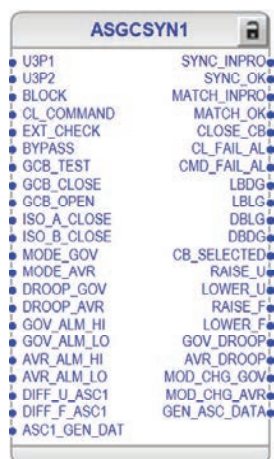 ASGCSYN1
U3P1 SYNC_INPRO
U3P2 SYNC_OK
BLOCK MATCH_INPRO
CL_COMMAND MATCH_OK
EXT_CHECK CLOSE_CB
BYPASS CL_FAIL_AL
GCB_TEST CMD_FAIL_AL
GCB_CLOSE LBDG
GCB_OPEN LBLG
ISO_A_CLOSE DBLG
ISO_B_CLOSE DBDG
MODE_GOV CB_SELECTED
MODE_AVR RAISE_U
DROOP_GOV LOWER_U
DROOP_AVR RAISE_F
GOV_ALM_HI LOWER_F
GOV_ALM_LO GOV_DROOP
AVR_ALM_HI AVR_DROOP
AVR_ALM_LO MOD_CHG_GOV
DIFF_U_ASC1 MOD_CHG_AVR
DIFF_F_ASC1 GEN_ASC_DATA
ASC1_GEN_DAT